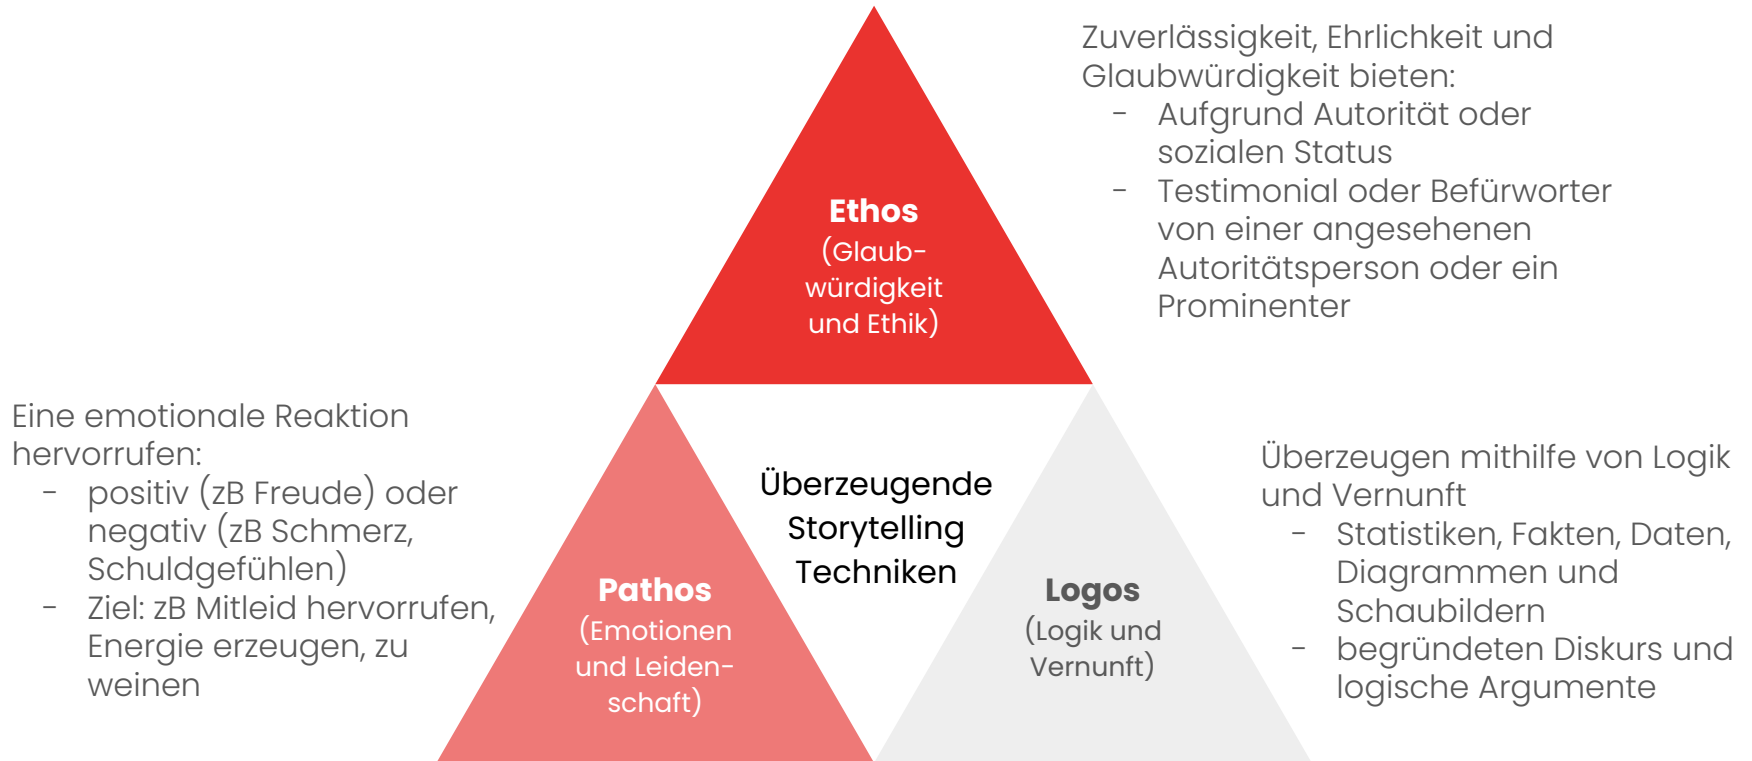 Zuverlässigkeit, Ehrlichkeit und
Glaubwürdigkeit bieten:
- Aufgrund Autorität oder
sozialen Status
- Testimonial oder Befürworter
von einer angesehenen
Autoritätsperson oder ein
Prominenter
Ethos
(Glaub-
würdigkeit
und Ethik)
Eine emotionale Reaktion
hervorrufen:
- positiv (zB Freude) oder
negativ (zB Schmerz,
Schuldgefühlen)
- Ziel: zB Mitleid hervorrufen,
Energie erzeugen, zu
weinen
Pathos
(Emotionen
und Leiden-
schaft)
Überzeugende
Storytelling
Techniken
Logos
(Logik und
Vernunft)
Überzeugen mithilfe von Logik
und Vernunft
- Statistiken, Fakten, Daten,
Diagrammen und
Schaubildern
- begründeten Diskurs und
logische Argumente